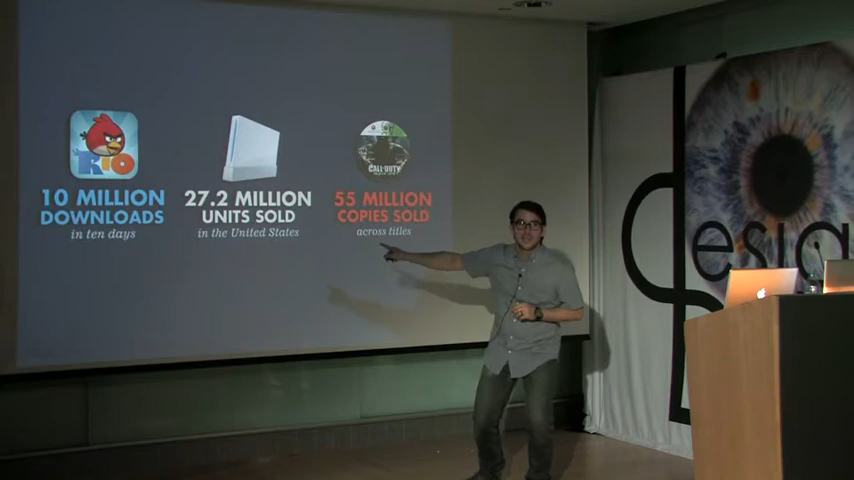 RIO
10 MILLION
DOWNLOADS
in ten days
27.2 MILLION
UNITS SOLD
in the United States
CALL OF DUTY
55 MILLION
COPIES SOLD
across titles
desig